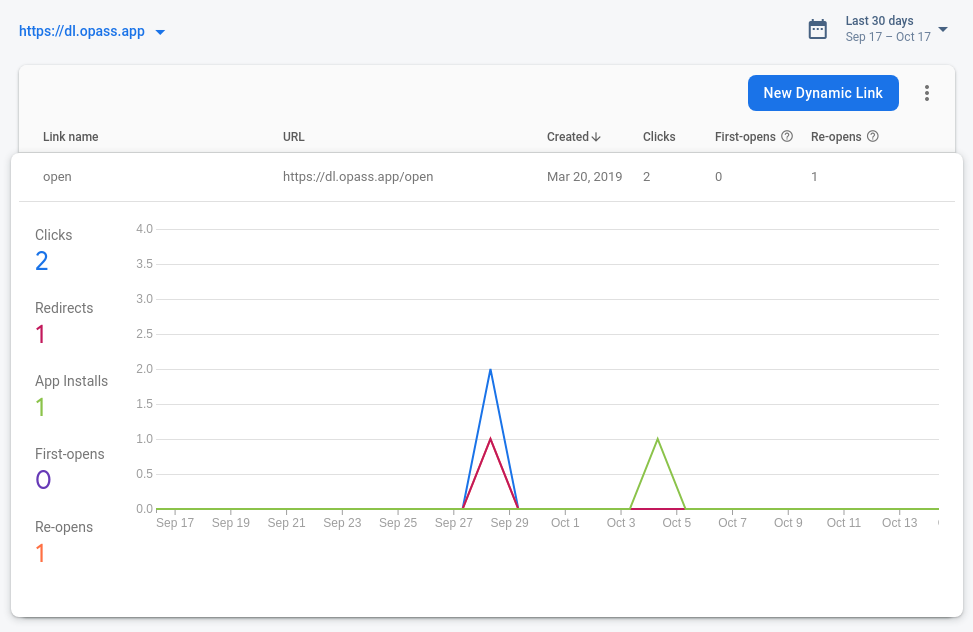 https://dl.opass.app
Last 30 days
Sep 17 – Oct 17
New Dynamic Link
Link name URL Created Clicks First-opens Re-opens
open https://dl.opass.app/open Mar 20, 2019 2 0 1
Clicks
2
Redirects
1
App Installs
1
First-opens
0
Re-opens
1
4.0
3.5
3.0
2.5
2.0
1.5
1.0
0.5
0.0
Sep 17 Sep 19 Sep 21 Sep 23 Sep 25 Sep 27 Sep 29 Oct 1 Oct 3 Oct 5 Oct 7 Oct 9 Oct 11 Oct 13